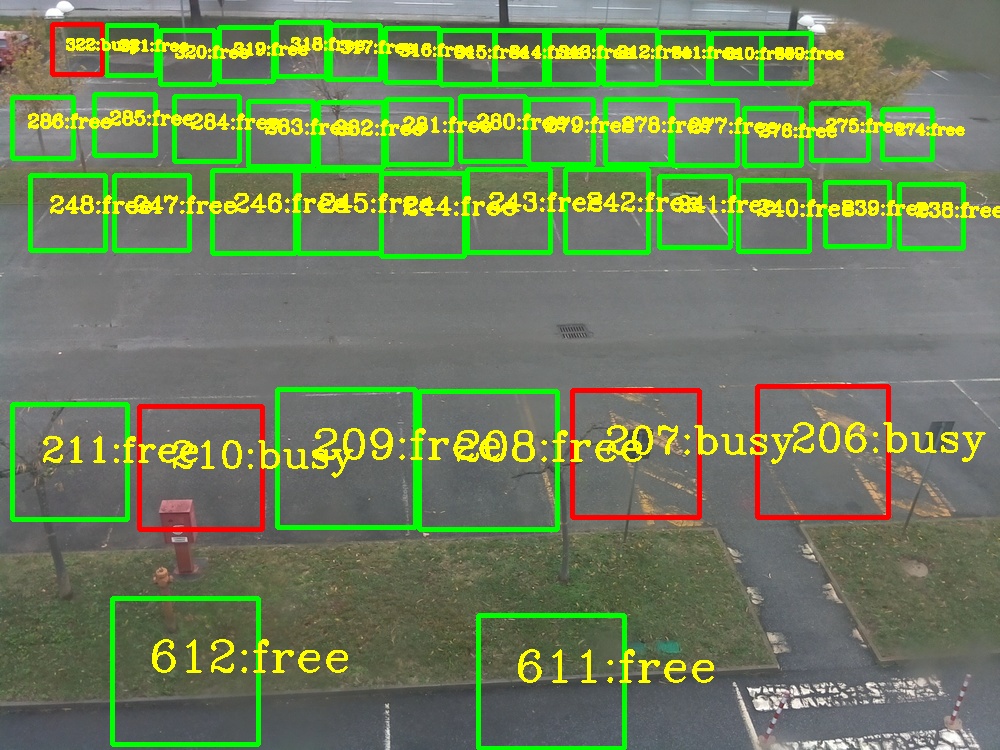 322:busy 321:free 320:free 319:free 318:free 317:free 316:free 315:free 314:free 313:free 312:free 311:free 310:free 309:free
286:free 285:free 284:free 283:free 282:free 281:free 280:free 279:free 278:free 277:free 276:free 275:free 274:free
248:free 247:free 246:free 245:free 244:free 243:free 242:free 241:free 240:free 239:free 238:free
211:free 210:busy 209:free 208:free 207:busy 206:busy
612:free 611:free